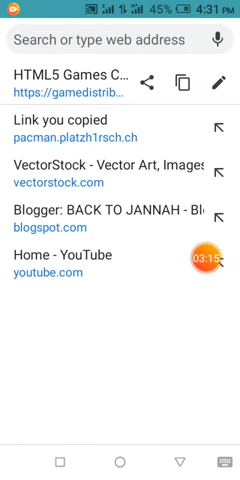 45% 4:31 PM
Search or type web address
HTML5 Games C...
https://gamedistrib...
Link you copied
pacman.platzh1rsch.ch
VectorStock - Vector Art, Images
vectorstock.com
Blogger: BACK TO JANNAH - Bl
blogspot.com
Home - YouTube
03:15
youtube.com